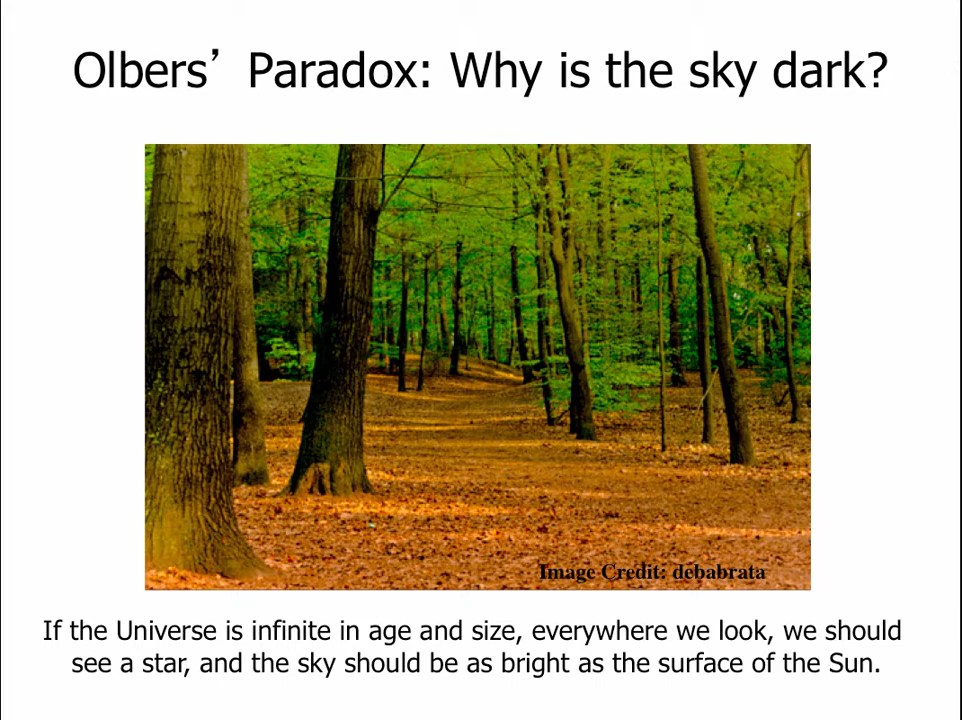 Olbers’ Paradox: Why is the sky dark?
Image Credit: debabrata
If the Universe is infinite in age and size, everywhere we look, we should
see a star, and the sky should be as bright as the surface of the Sun.